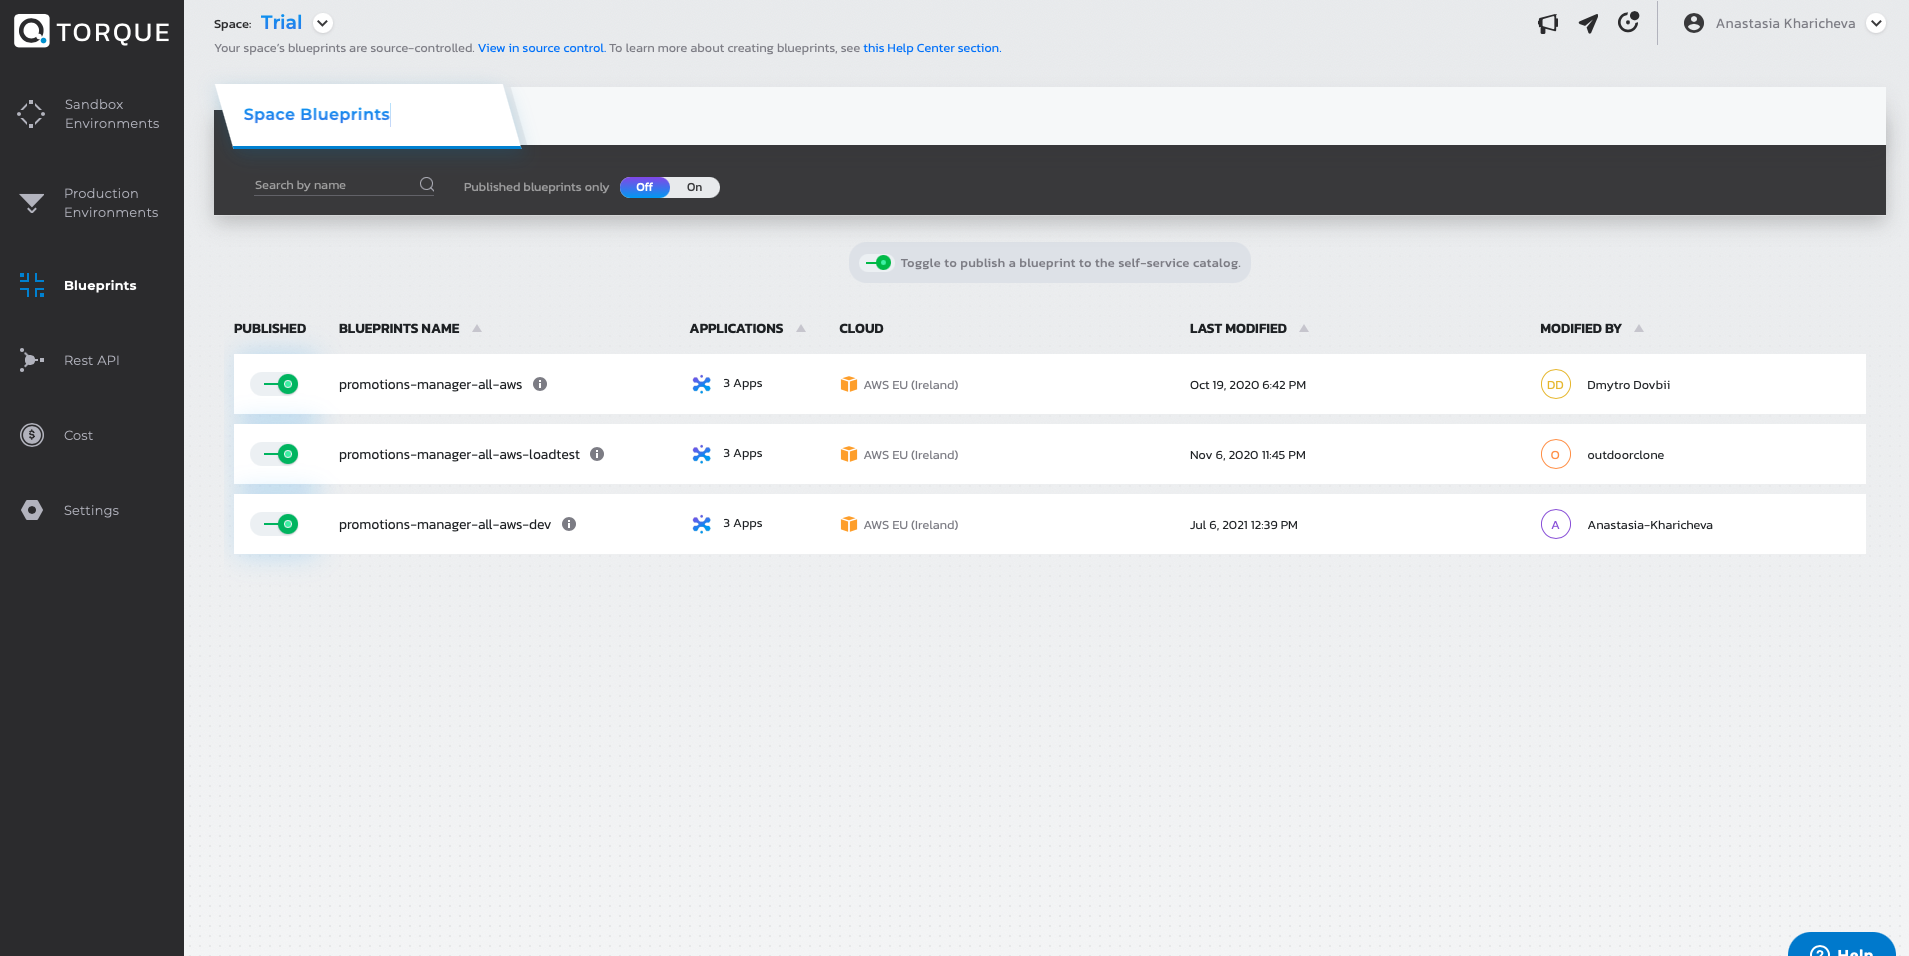 TORQUE
Space: Trial
Your space's blueprints are source-controlled. View in source control. To learn more about creating blueprints, see this Help Center section.
Anastasia Kharicheva
Sandbox
Environments
Production
Environments
Blueprints
Rest API
Cost
Settings
Space Blueprints
Search by name
Published blueprints only Off On
Toggle to publish a blueprint to the self-service catalog.
PUBLISHED BLUEPRINTS NAME APPLICATIONS CLOUD LAST MODIFIED MODIFIED BY
promotions-manager-all-aws 3 Apps AWS EU (Ireland) Oct 19, 2020 6:42 PM DD Dmytro Dovbii
promotions-manager-all-aws-loadtest 3 Apps AWS EU (Ireland) Nov 6, 2020 11:45 PM O outdoorclone
promotions-manager-all-aws-dev 3 Apps AWS EU (Ireland) Jul 6, 2021 12:39 PM A Anastasia-Kharicheva
Help